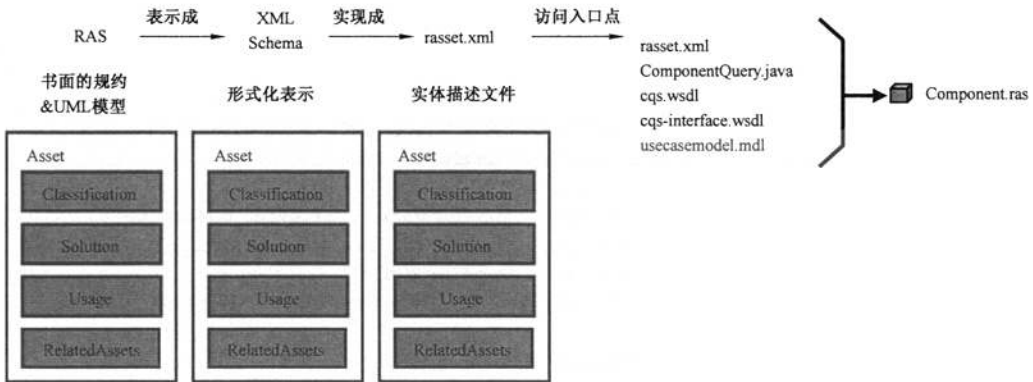 RAS
表示成
XML
Schema
实现成
rasset.xml
访问入口点
rasset.xml
ComponentQuery.java
cqs.wsdl
cqs-interface.wsdl
usecasemodel.mdl
Component.ras
书面的规约
&UML模型
形式化表示
实体描述文件
Asset
Classification
Solution
Usage
RelatedAssets
Asset
Classification
Solution
Usage
RelatedAssets
Asset
Classification
Solution
Usage
RelatedAssets